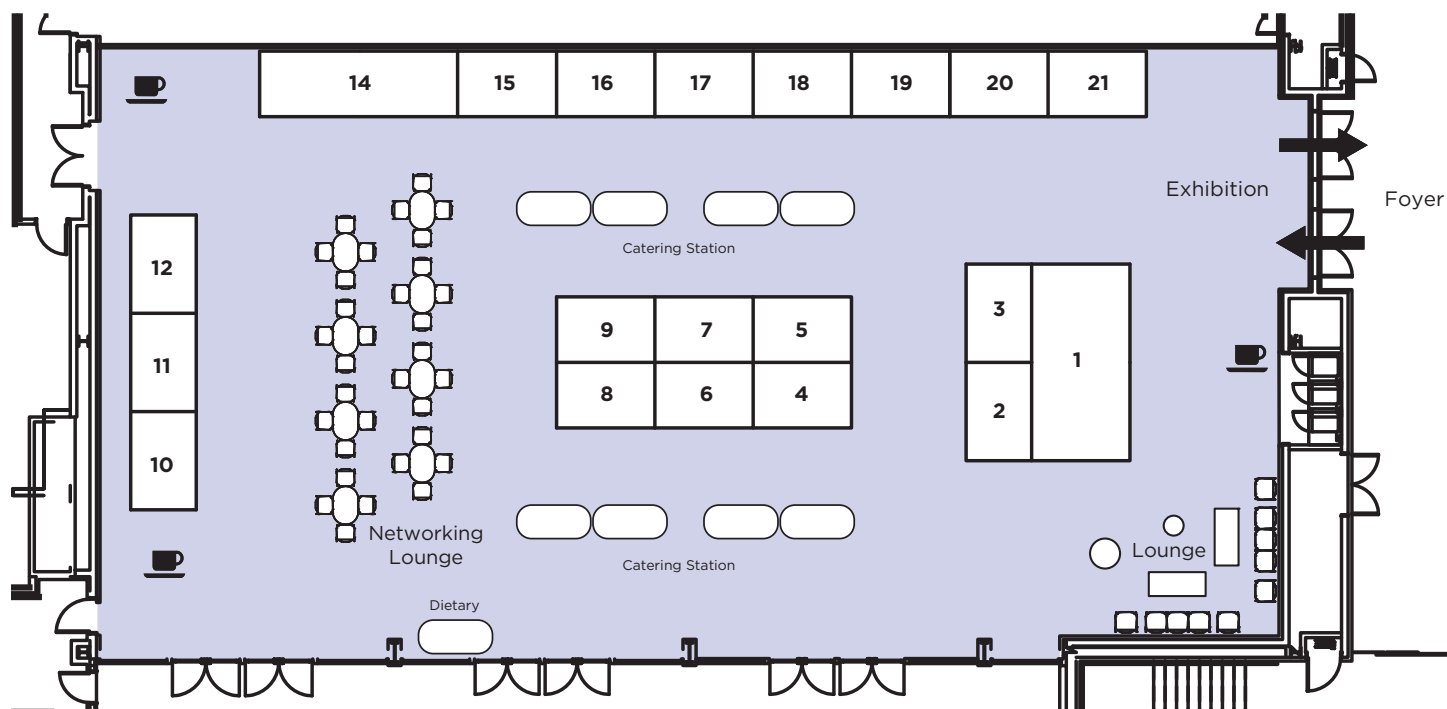 14
15
16
17
18
19
20
21
Exhibition
Foyer
Catering Station
12
11
10
9
7
5
8
6
4
3
2
1
Networking
Lounge
Catering Station
Lounge
Dietary